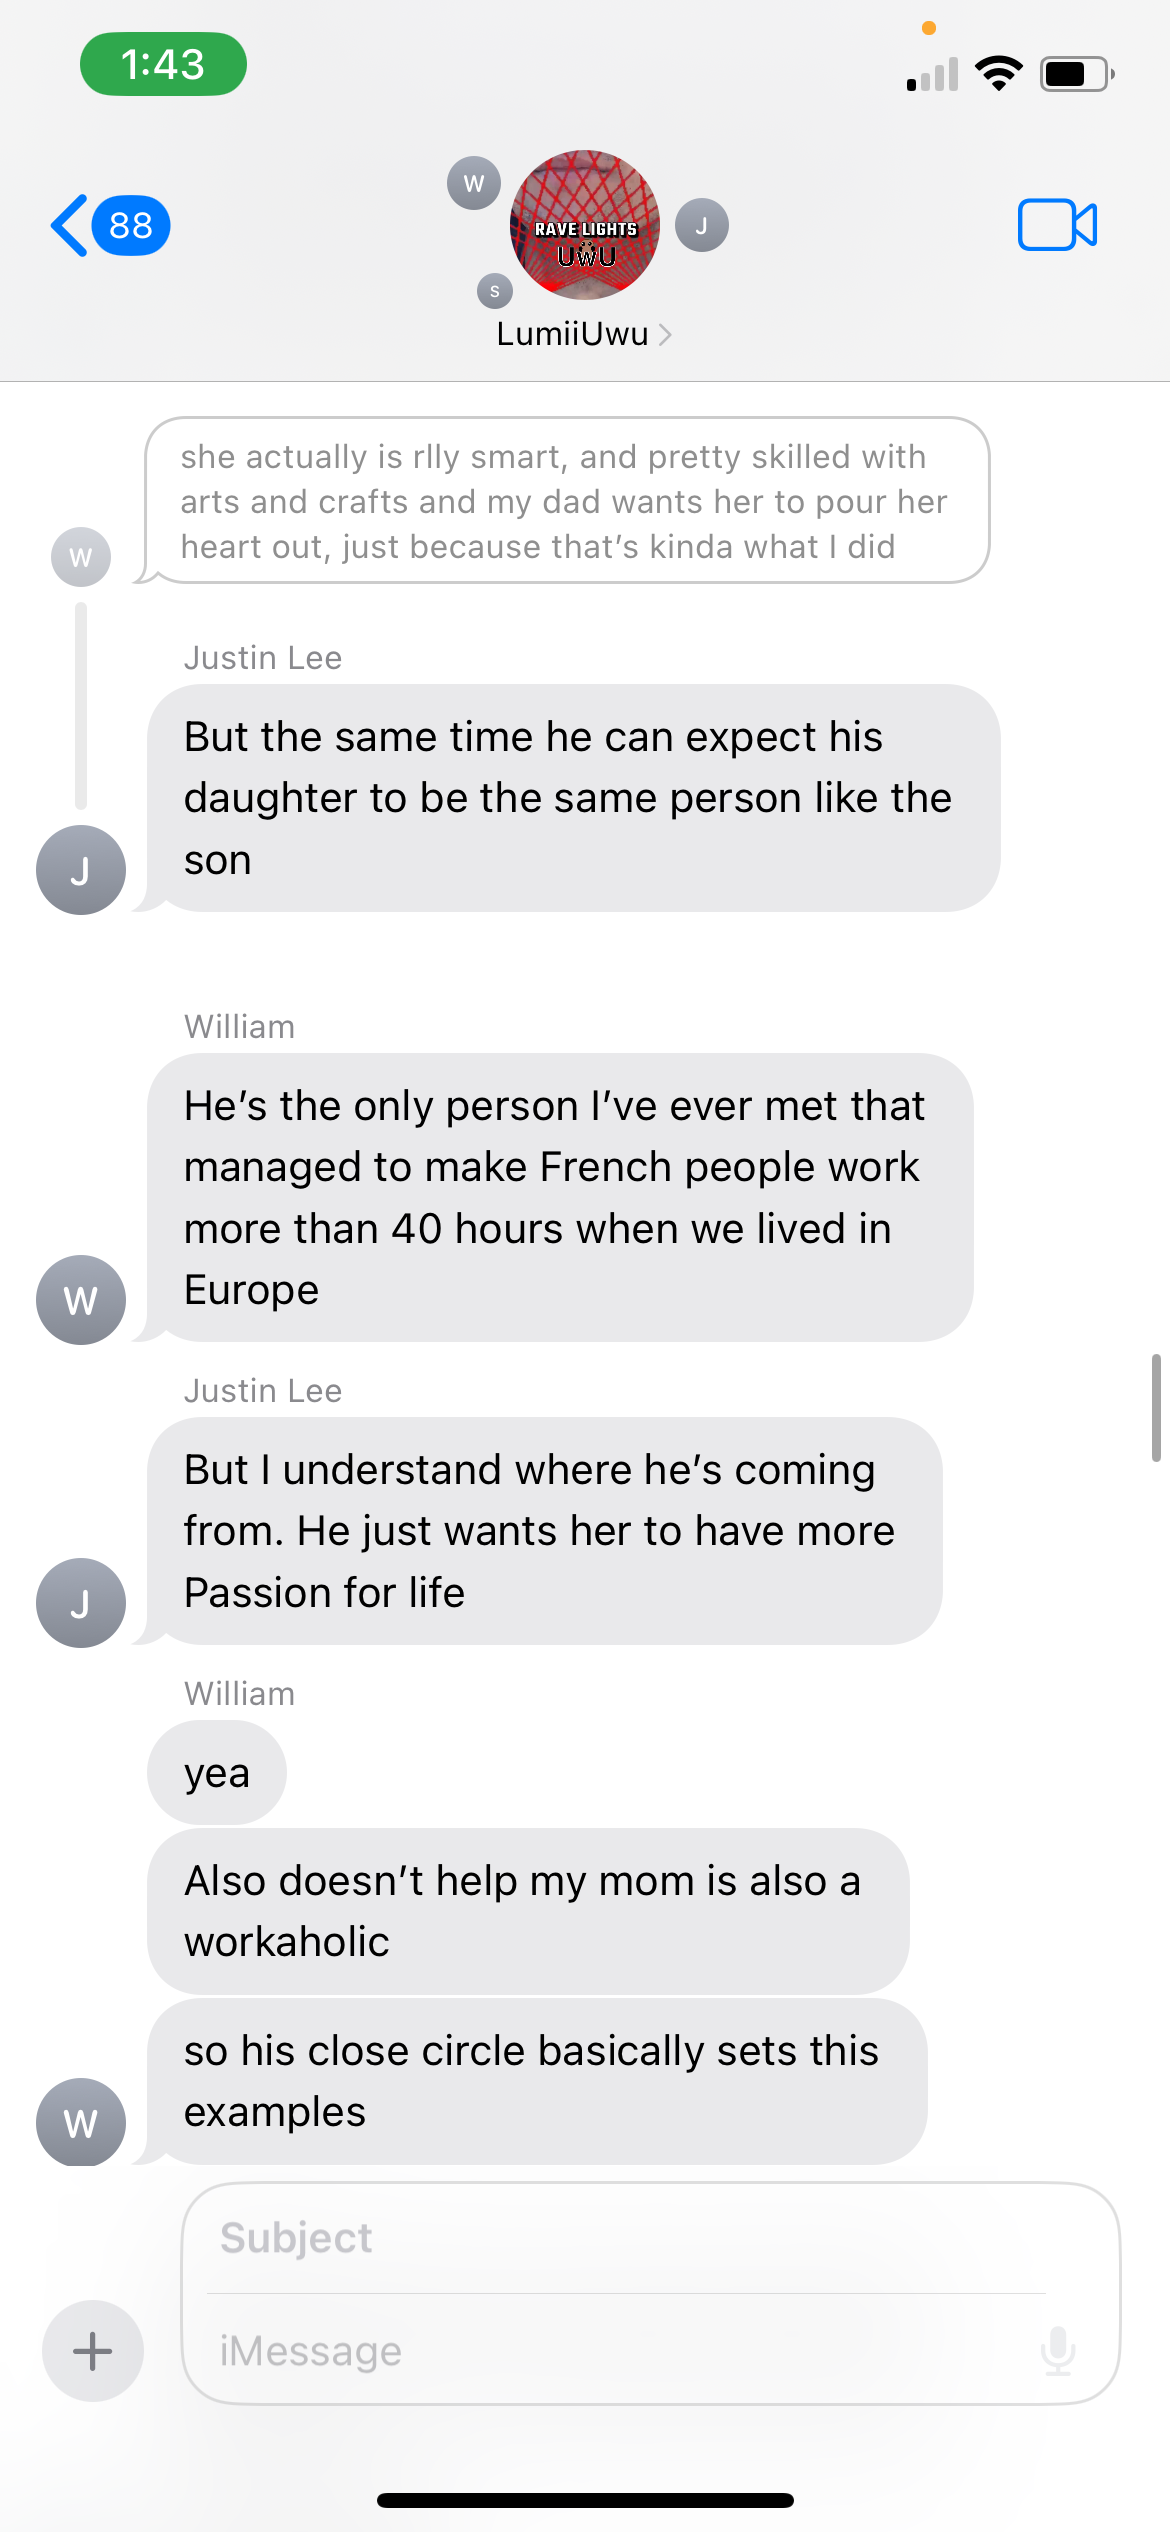 1:43
88
W
J
S
RAVE LIGHTS
UWU
LumiiUwu
she actually is rlly smart, and pretty skilled with
arts and crafts and my dad wants her to pour her
heart out, just because that’s kinda what I did
W
Justin Lee
But the same time he can expect his
daughter to be the same person like the
son
J
William
He’s the only person I’ve ever met that
managed to make French people work
more than 40 hours when we lived in
Europe
W
Justin Lee
But I understand where he’s coming
from. He just wants her to have more
Passion for life
J
William
yea
Also doesn’t help my mom is also a
workaholic
so his close circle basically sets this
examples
W
Subject
iMessage